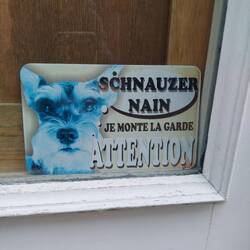 SCHNAUZER
NAIN
JE MONTE LA GARDE
ATTENTION